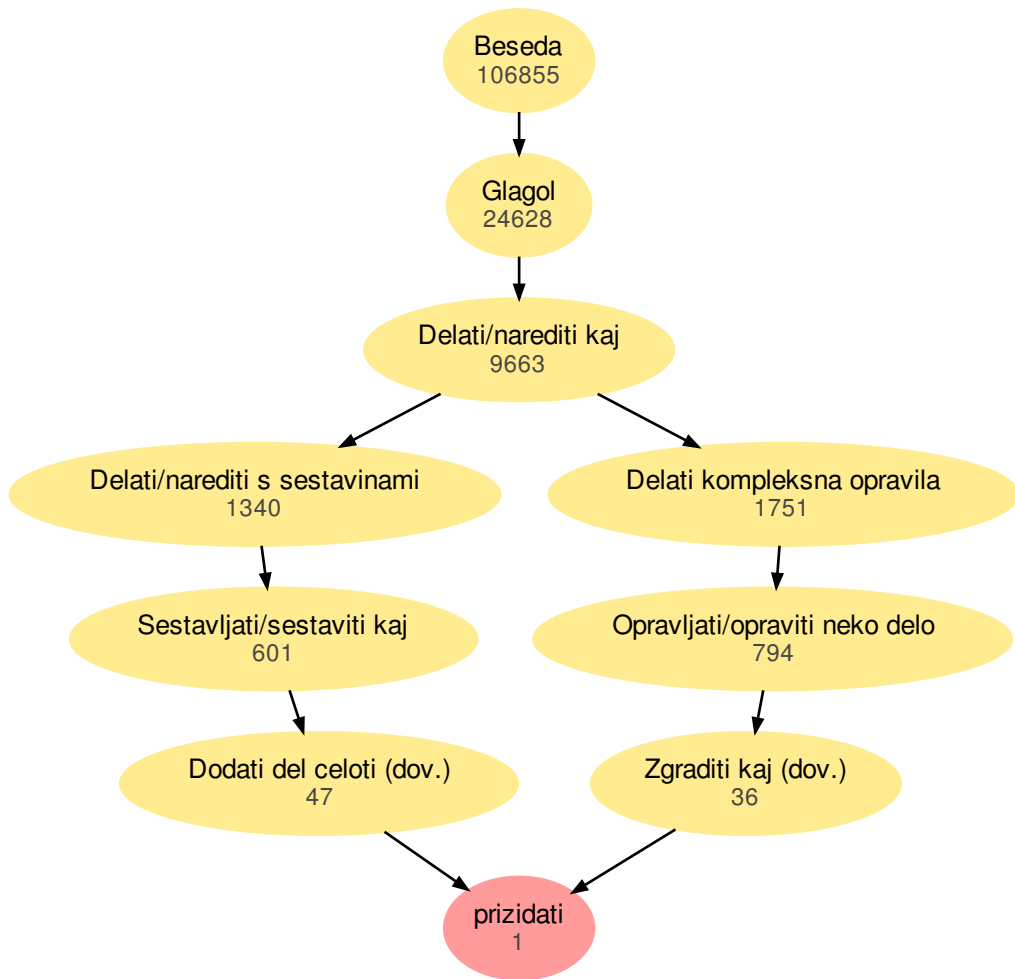 Beseda
106855
Glagol
24628
Delati/narediti kaj
9663
Delati/narediti s sestavinami
1340
Delati kompleksna opravila
1751
Sestavljati/sestaviti kaj
601
Opravljati/opraviti neko delo
794
Dodati del celoti (dov.)
47
Zgraditi kaj (dov.)
36
prizidati
1